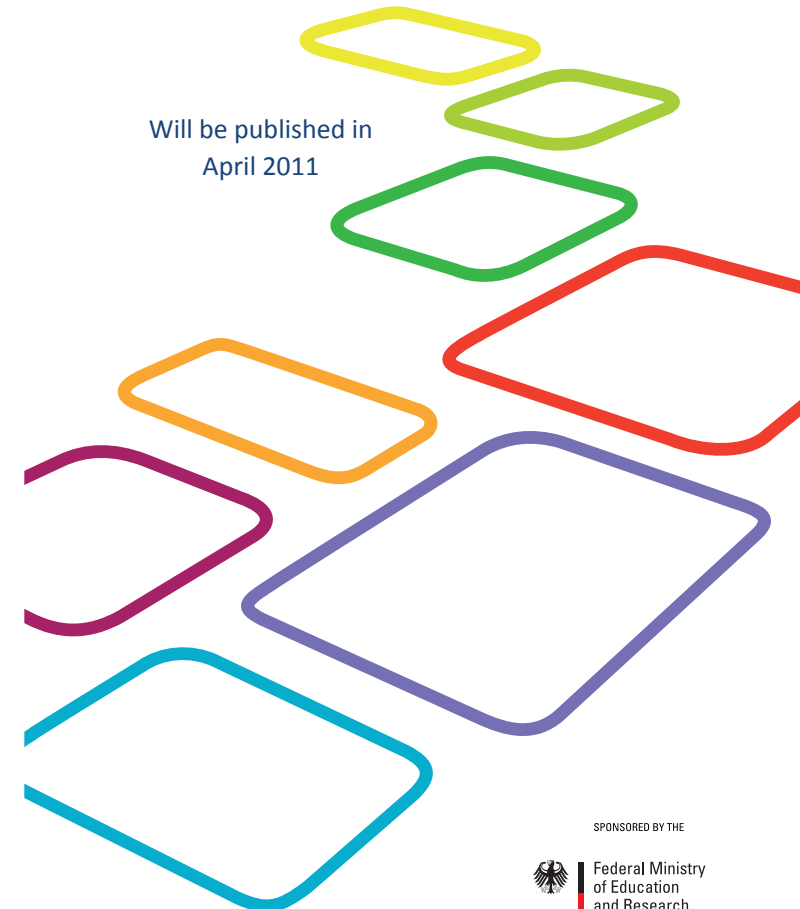 Will be published in
April 2011
SPONSORED BY THE
Federal Ministry
of Education
and Research